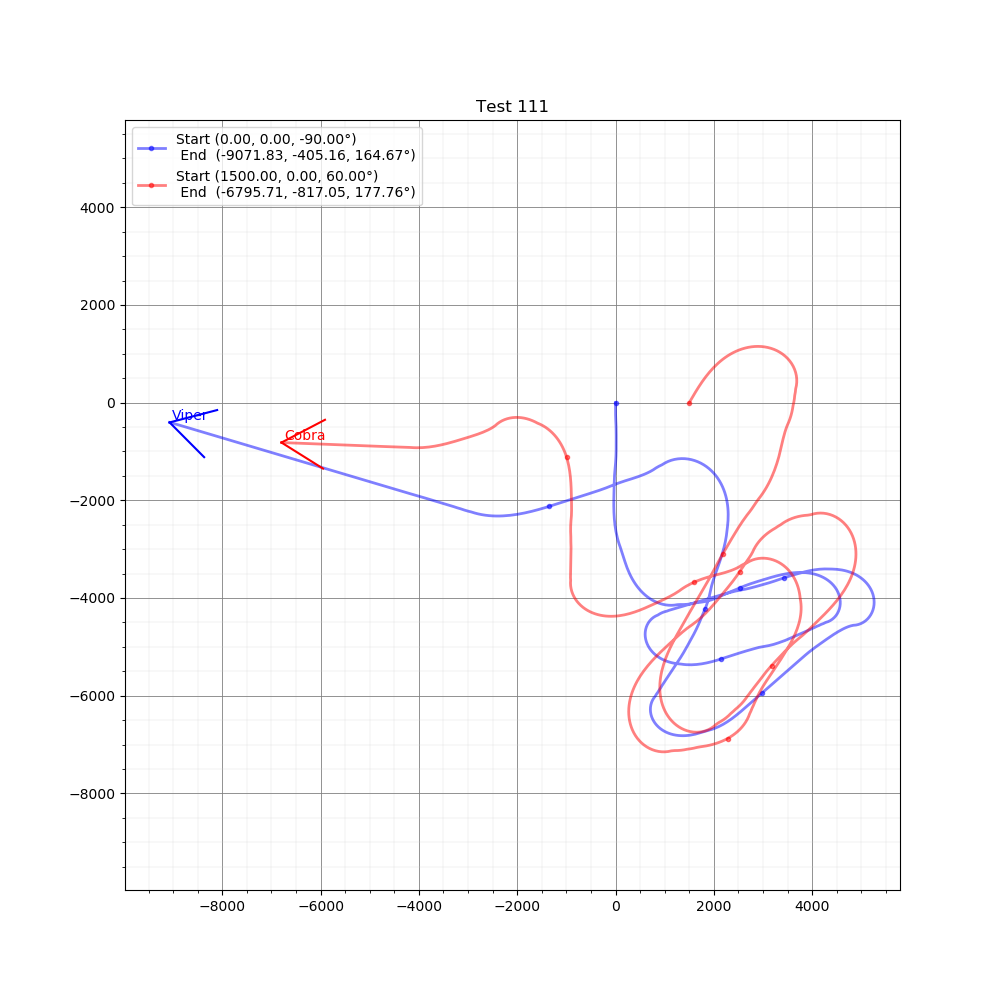 Test 111
Start (0.00, 0.00, -90.00°)
End (-9071.83, -405.16, 164.67°)
Start (1500.00, 0.00, 60.00°)
End (-6795.71, -817.05, 177.76°)
4000
2000
0
−2000
−4000
−6000
−8000
Viper
Cobra
−8000 −6000 −4000 −2000 0 2000 4000